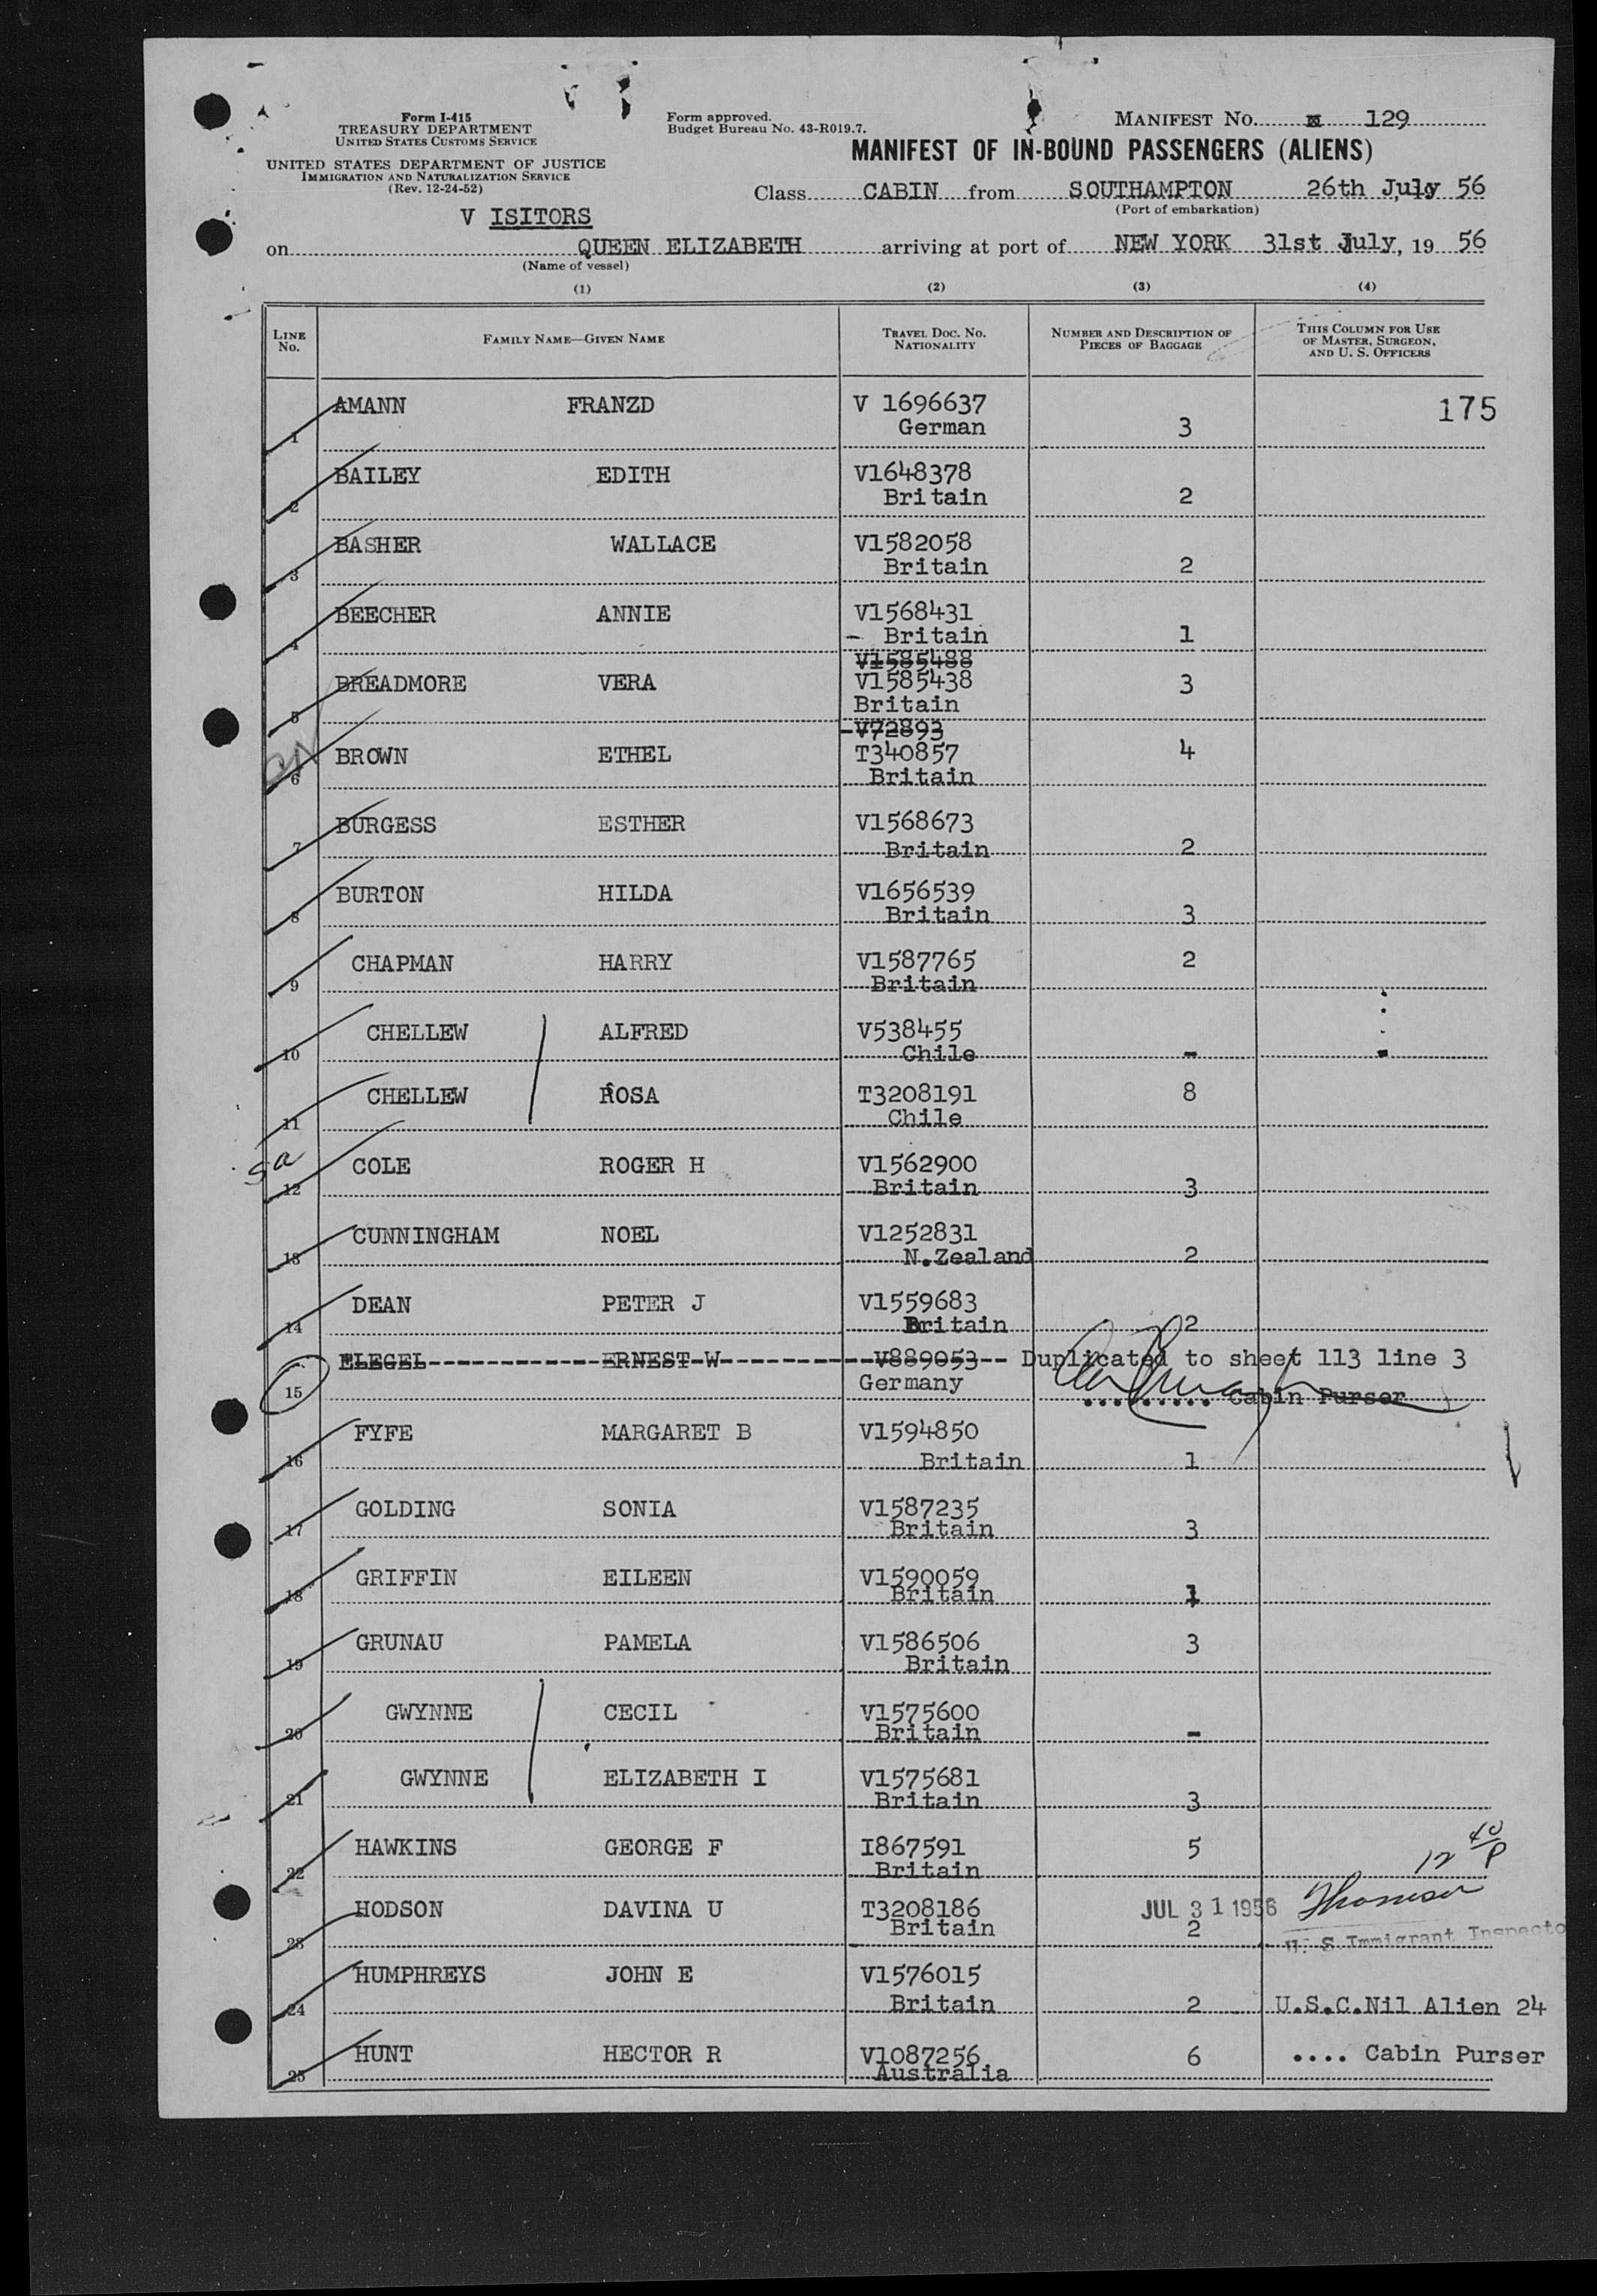 Form I-415
TREASURY DEPARTMENT
UNITED STATES CUSTOMS SERVICE
UNITED STATES DEPARTMENT OF JUSTICE
IMMIGRATION AND NATURALIZATION SERVICE
(Rev. 12-24-52)
Form approved.
Budget Bureau No. 43-R019.7.
MANIFEST No. 129
MANIFEST OF IN-BOUND PASSENGERS (ALIENS)
Class CABIN from SOUTHAMPTON 26th July 56
(Port of embarkation)
V ISITORS
on QUEEN ELIZABETH arriving at port of NEW YORK 31st July, 19 56
(Name of vessel)
(1) (2) (3) (4)
LINE No. FAMILY NAME—GIVEN NAME TRAVEL DOC. NO. NATIONALITY NUMBER AND DESCRIPTION OF PIECES OF BAGGAGE THIS COLUMN FOR USE OF MASTER, SURGEON, AND U. S. OFFICERS
AMANN FRANZD V 1696637 175
1 German 3
BAILEY EDITH V1648378
2 Britain 2
BASHER WALLACE V1582058
3 Britain 2
BEECHER ANNIE V1568431
4 - Britain 1
V1585488
BREADMORE VERA V1585438 3
5 Britain
-V72893
BROWN ETHEL T340857 4
6 Britain
BURGESS ESTHER V1568673
7 Britain 2
BURTON HILDA V1656539
8 Britain 3
CHAPMAN HARRY V1587765 2
9 Britain
CHELLEW ALFRED V538455
10 Chile -
CHELLEW ROSA T3208191 8
11 Chile
COLE ROGER H V1562900
12 Britain 3
CUNNINGHAM NOEL V1252831
13 N.Zealand 2
DEAN PETER J V1559683
14 Britain 2
ELEGEL ERNEST W V889053 -- Duplicated to sheet 113 line 3
15 Germany ......... Cabin Purser
FYFE MARGARET B V1594850
16 Britain 1
GOLDING SONIA V1587235
17 Britain 3
GRIFFIN EILEEN V1590059
18 Britain 1
GRUNAU PAMELA V1586506 3
19 Britain
GWYNNE CECIL V1575600
20 Britain -
GWYNNE ELIZABETH I V1575681
21 Britain 3
HAWKINS GEORGE F I867591 5
22 Britain 12 40/P
HODSON DAVINA U T3208186 JUL 31 1956
23 Britain 2 U. S. Immigrant Inspecto
HUMPHREYS JOHN E V1576015
24 Britain 2 U.S.C.Nil Alien 24
HUNT HECTOR R V1087256 6 .... Cabin Purser
25 Australia